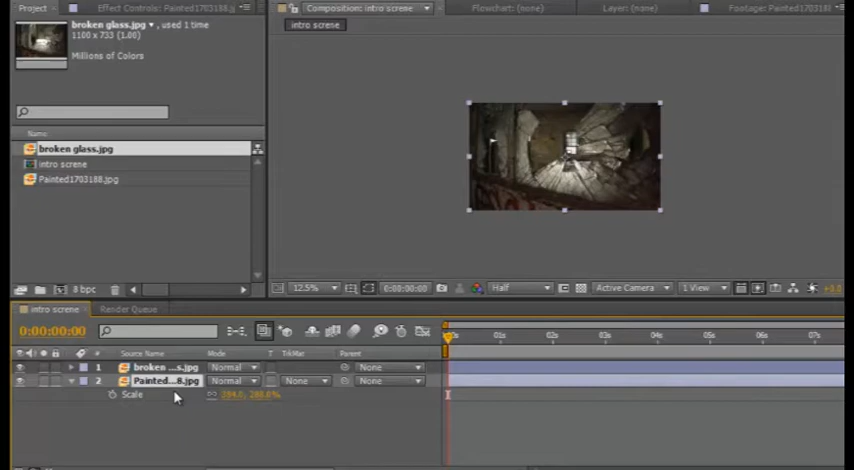 Project Effect Controls: Painted1703188.j
Composition: intro screne
Flowchart: (none)
Layer: (none)
Footage: Painted1703188.j
intro screne
broken glass.jpg , used 1 time
1100 x 733 (1.00)
Millions of Colors
Name
broken glass.jpg
intro screne
Painted1703188.jpg
8 bpc
12.5%
0:00:00:00
Half
Active Camera
1 View
+0.0
intro screne
Render Queue
0:00:00:00
01s 02s 03s 04s 05s 06s 07s
# Source Name Mode T TrkMat Parent
1 broken ...s.jpg Normal None
2 Painted...8.jpg Normal None None
Scale